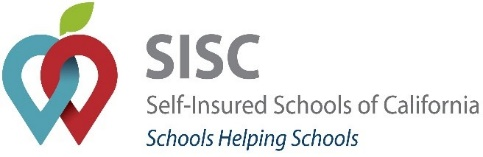 SISC
Self-Insured Schools of California
Schools Helping Schools